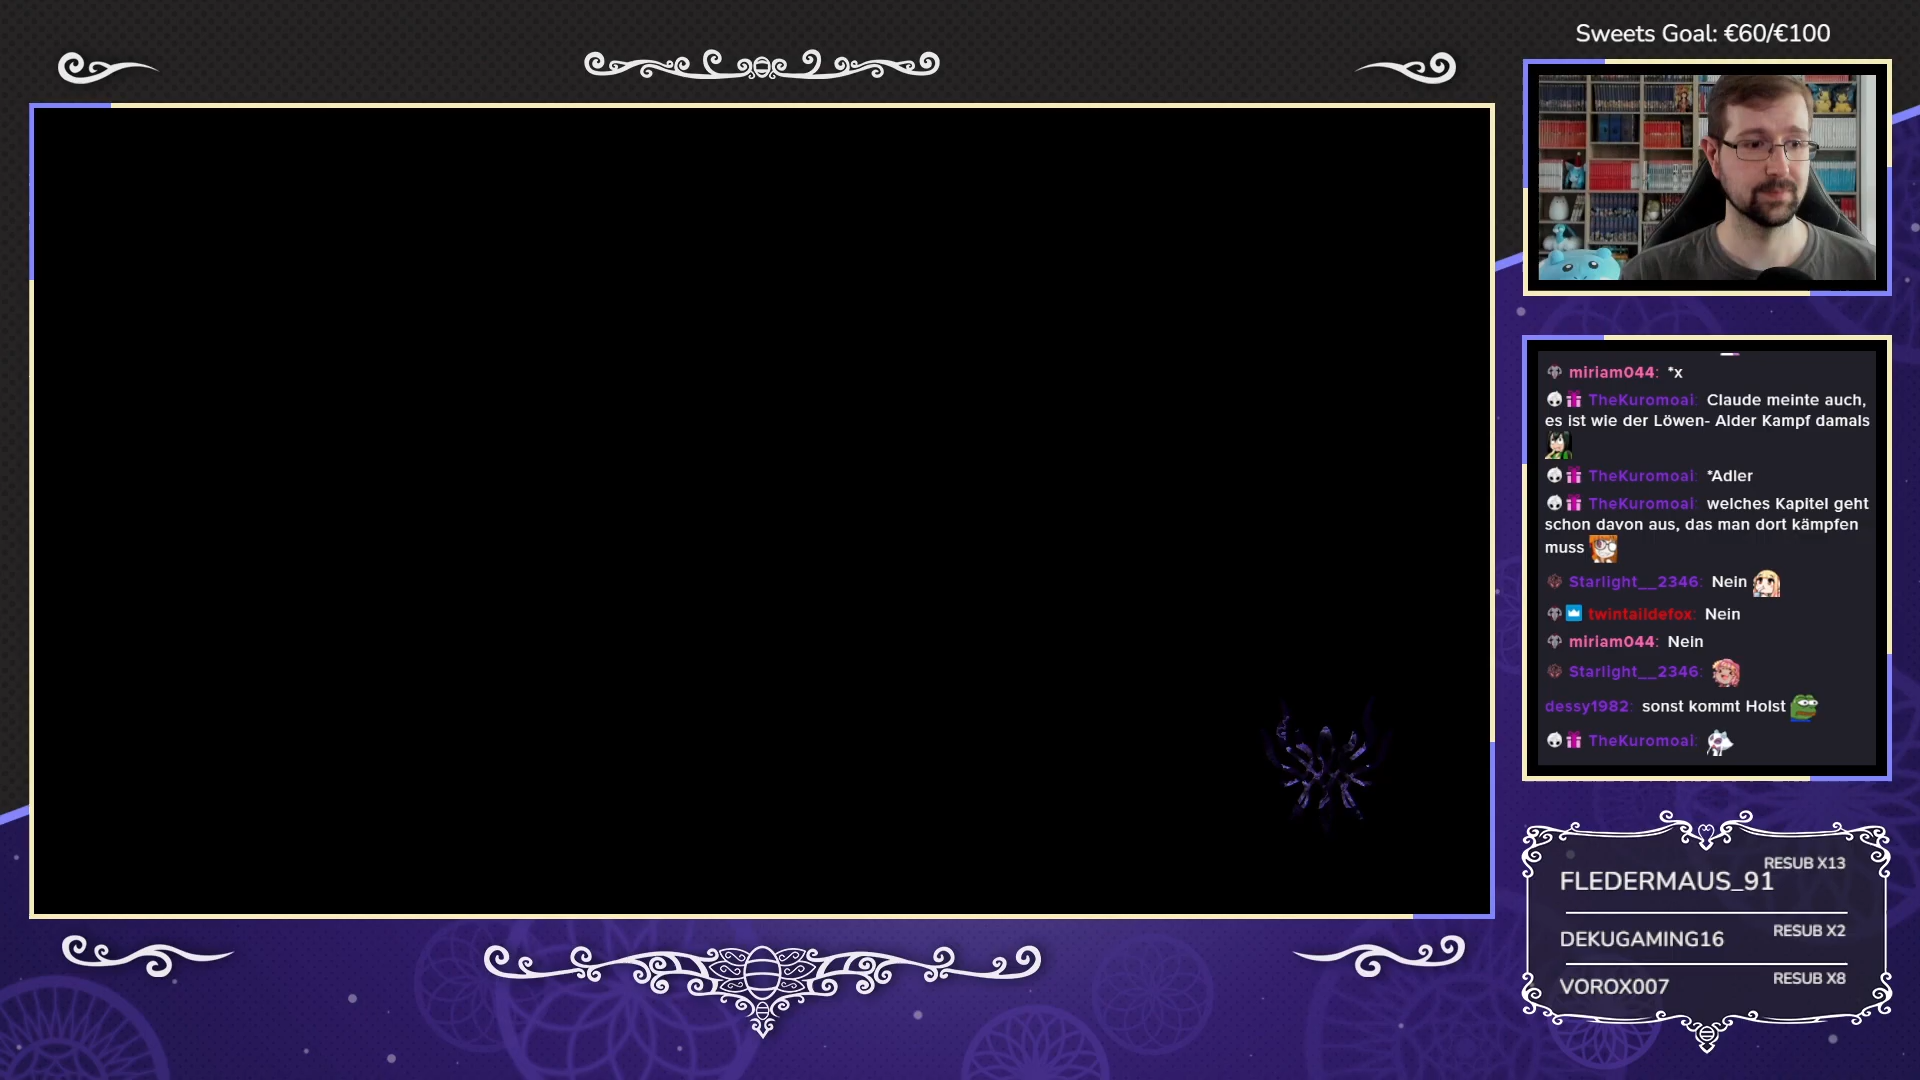 Sweets Goal: €60/€100
miriam044: *x
TheKuromoai: Claude meinte auch,
es ist wie der Löwen- Alder Kampf damals
TheKuromoai: *Adler
TheKuromoai: welches Kapitel geht
schon davon aus, das man dort kämpfen
muss
Starlight__2346: Nein
twintaildefox: Nein
miriam044: Nein
Starlight__2346:
dessy1982: sonst kommt Holst
TheKuromoai:
RESUB X13
FLEDERMAUS_91
RESUB X2
DEKUGAMING16
RESUB X8
VOROX007